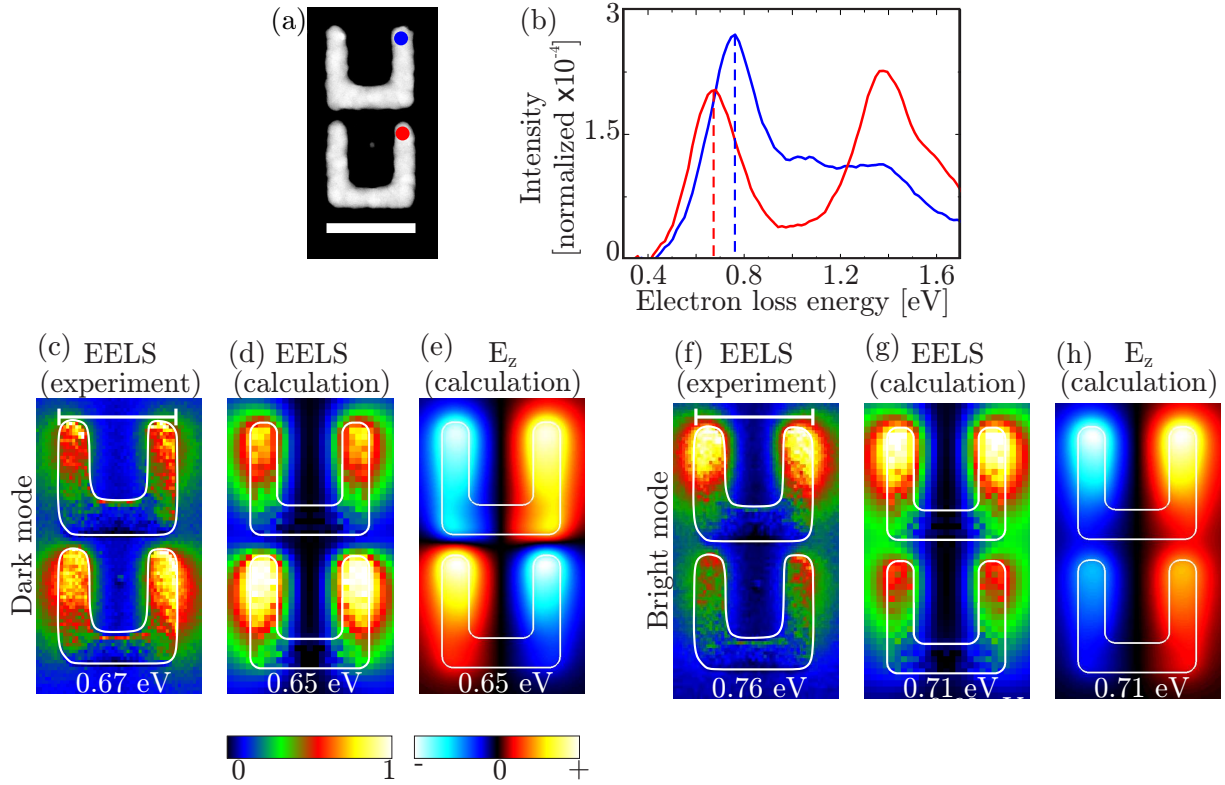 (a)
(b)
3
1.5
0
Intensity
[normalized x10⁻⁴]
0.4 0.8 1.2 1.6
Electron loss energy [eV]
(c) EELS
(experiment)
(d) EELS
(calculation)
(e) E_z
(calculation)
(f) EELS
(experiment)
(g) EELS
(calculation)
(h) E_z
(calculation)
Dark mode
0.67 eV
0.65 eV
0.65 eV
Bright mode
0.76 eV
0.71 eV
0.71 eV
0 1
- 0 +